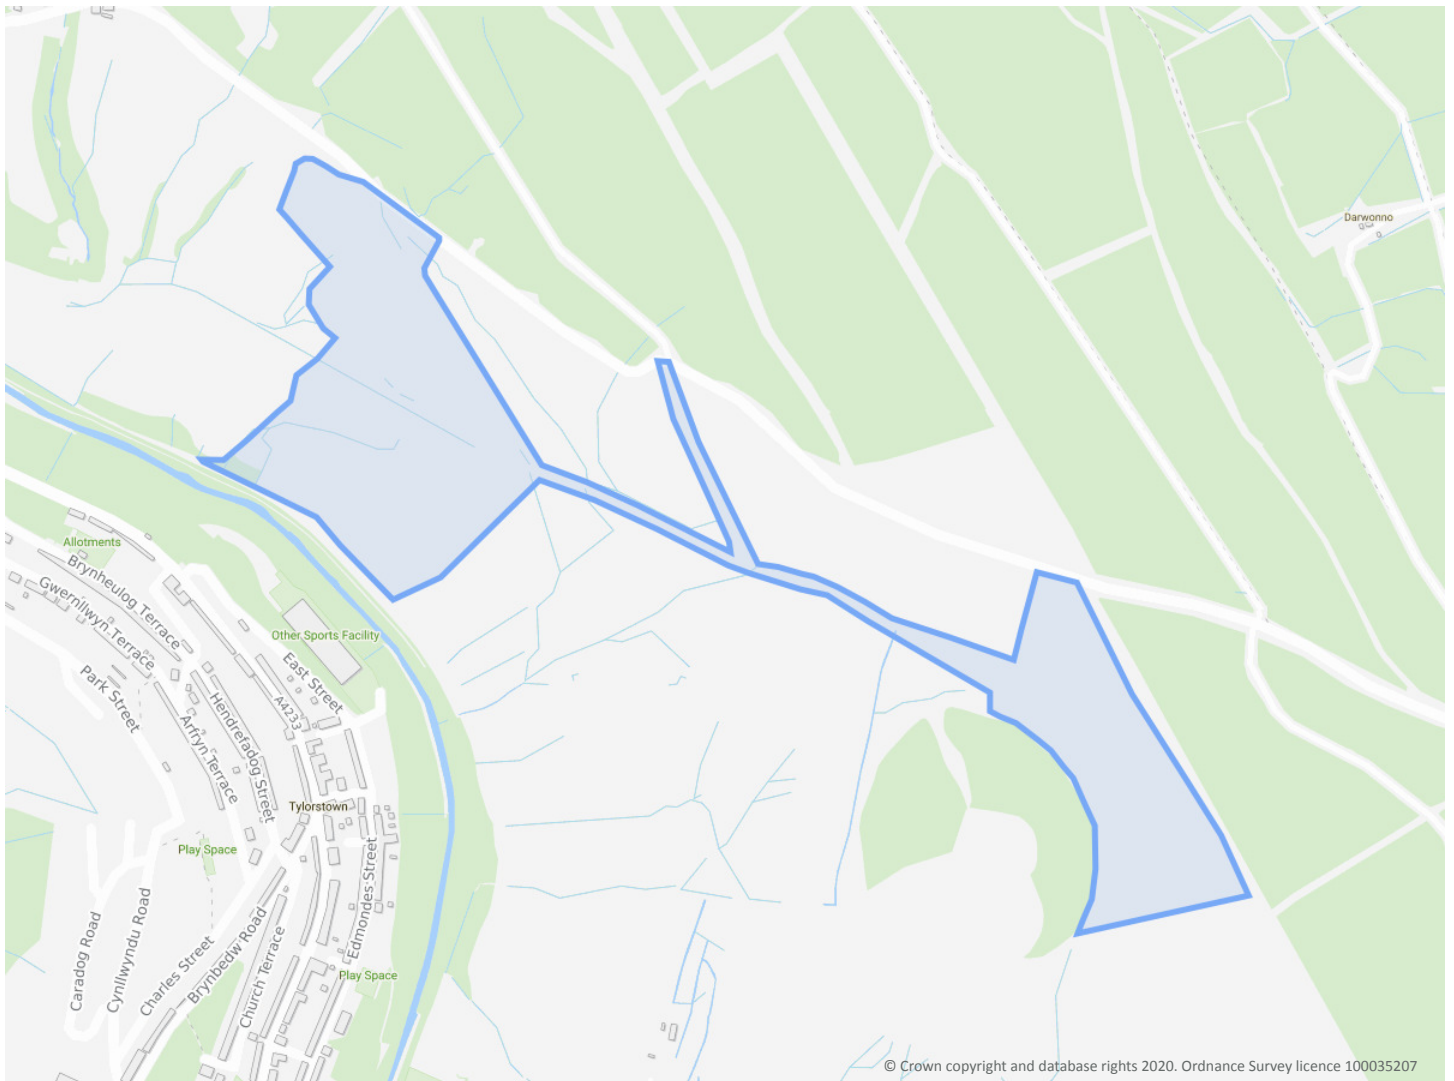 Darwonno
Allotments
Brynheulog Terrace
Gwernllwyn Terrace
Other Sports Facility
East Street
Park Street
Hendrefadog Street
A4233
Arfryn Terrace
Tylorstown
Play Space
Edmondes Street
Caradog Road
Cynllwyndu Road
Charles Street
Brynbedw Road
Church Terrace
Play Space
© Crown copyright and database rights 2020. Ordnance Survey licence 100035207